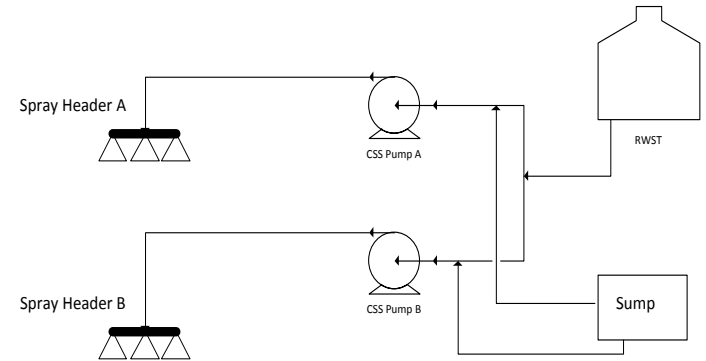 Spray Header A
CSS Pump A
RWST
Spray Header B
CSS Pump B
Sump